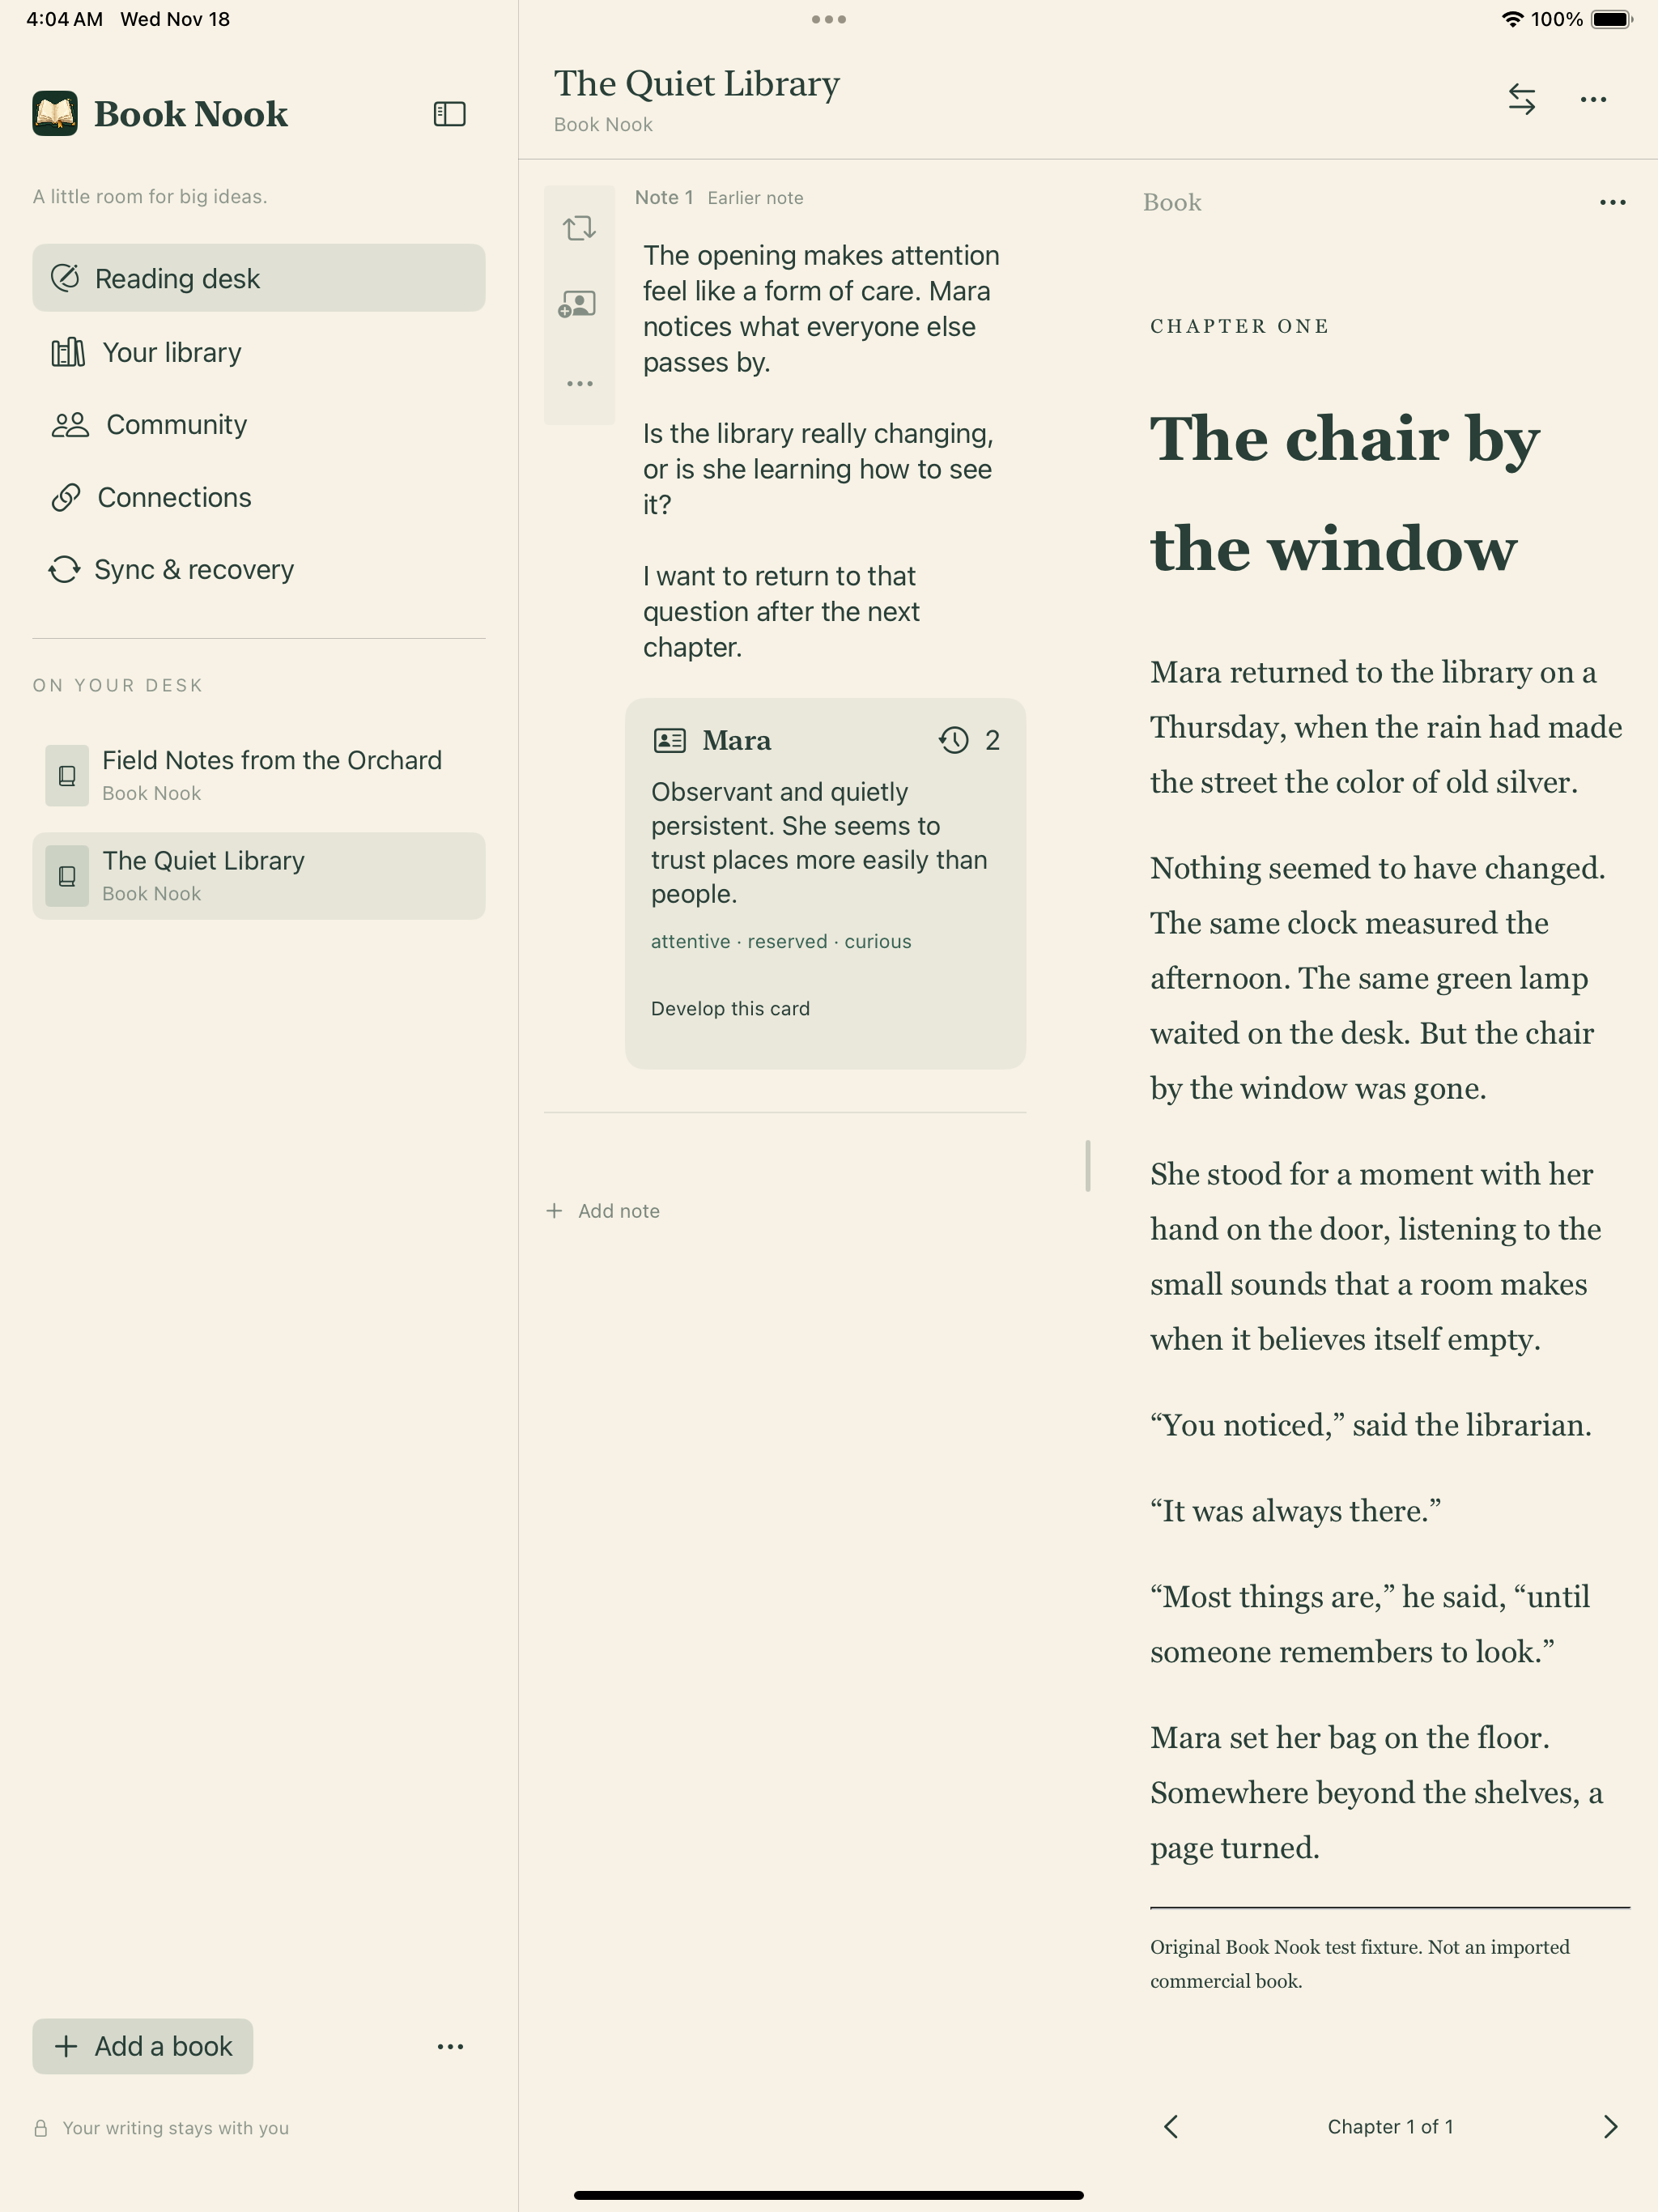 4:04 AM Wed Nov 18
100%
Book Nook
A little room for big ideas.
Reading desk
Your library
Community
Connections
Sync & recovery
ON YOUR DESK
Field Notes from the Orchard
Book Nook
The Quiet Library
Book Nook
Add a book
Your writing stays with you
The Quiet Library
Book Nook
Note 1 Earlier note
The opening makes attention
feel like a form of care. Mara
notices what everyone else
passes by.
Is the library really changing,
or is she learning how to see
it?
I want to return to that
question after the next
chapter.
Mara 2
Observant and quietly
persistent. She seems to
trust places more easily than
people.
attentive · reserved · curious
Develop this card
Add note
Book
CHAPTER ONE
The chair by
the window
Mara returned to the library on a
Thursday, when the rain had made
the street the color of old silver.
Nothing seemed to have changed.
The same clock measured the
afternoon. The same green lamp
waited on the desk. But the chair
by the window was gone.
She stood for a moment with her
hand on the door, listening to the
small sounds that a room makes
when it believes itself empty.
“You noticed,” said the librarian.
“It was always there.”
“Most things are,” he said, “until
someone remembers to look.”
Mara set her bag on the floor.
Somewhere beyond the shelves, a
page turned.
Original Book Nook test fixture. Not an imported
commercial book.
Chapter 1 of 1